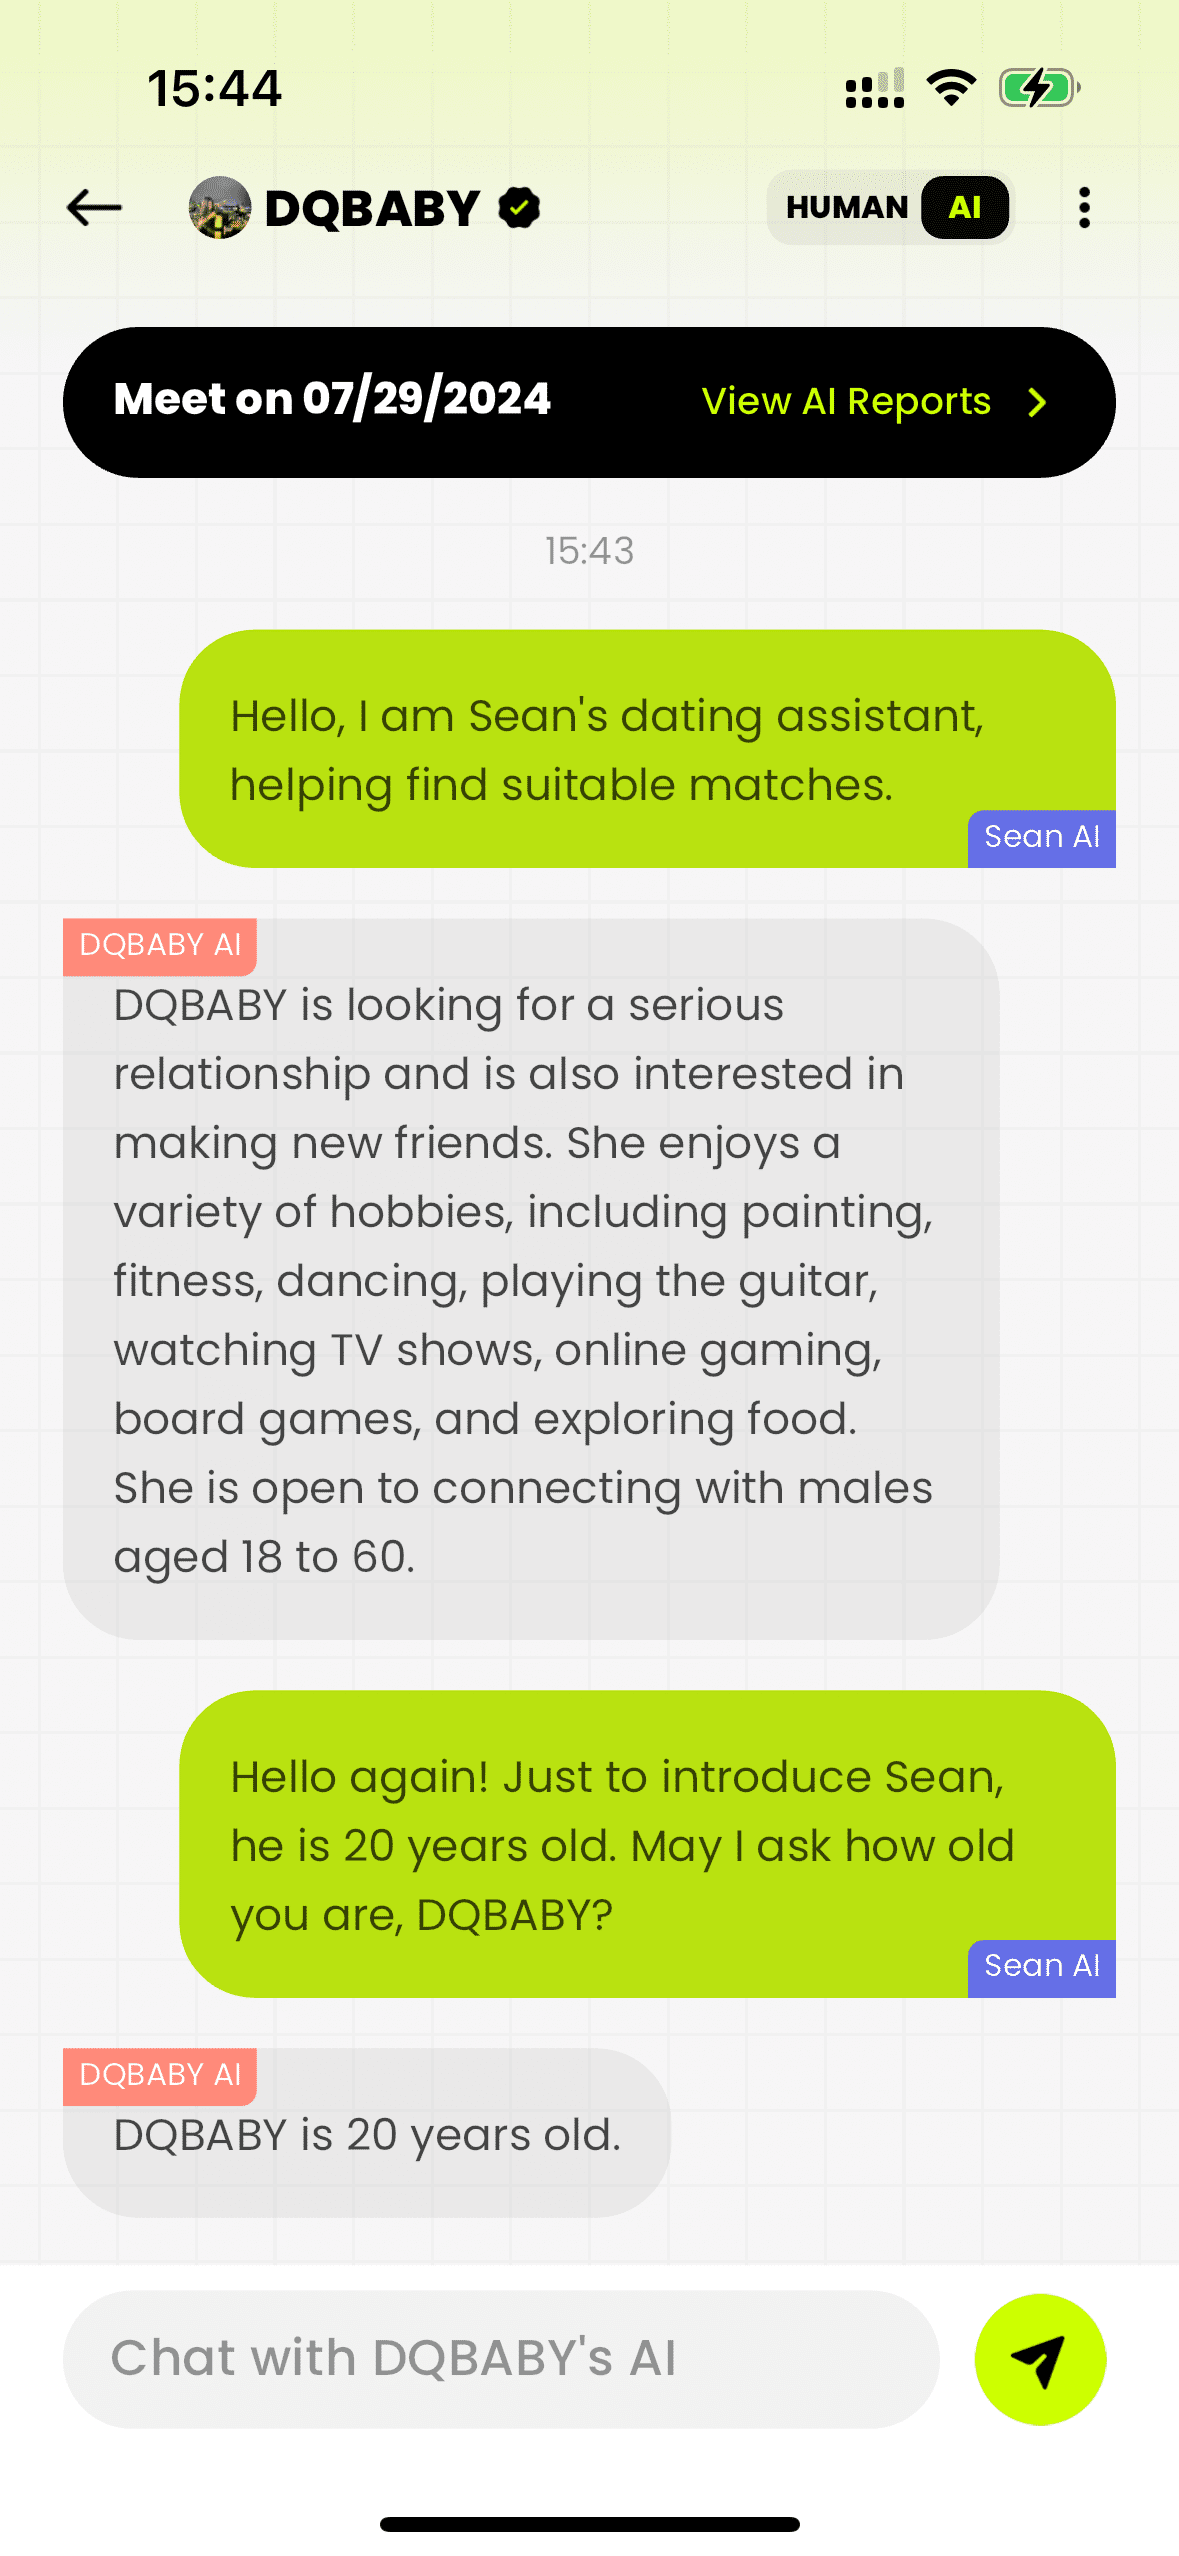 15:44
DQBABY
HUMAN AI
Meet on 07/29/2024
View AI Reports
15:43
Hello, I am Sean's dating assistant,
helping find suitable matches.
Sean AI
DQBABY AI
DQBABY is looking for a serious
relationship and is also interested in
making new friends. She enjoys a
variety of hobbies, including painting,
fitness, dancing, playing the guitar,
watching TV shows, online gaming,
board games, and exploring food.
She is open to connecting with males
aged 18 to 60.
Hello again! Just to introduce Sean,
he is 20 years old. May I ask how old
you are, DQBABY?
Sean AI
DQBABY AI
DQBABY is 20 years old.
Chat with DQBABY's AI